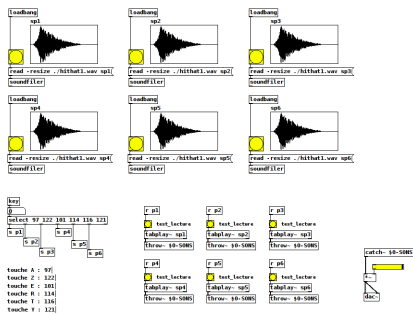 loadbang
sp1
read -resize ./hithat1.wav sp1
soundfiler
loadbang
sp2
read -resize ./hithat1.wav sp2
soundfiler
loadbang
sp3
read -resize ./hithat1.wav sp3
soundfiler
loadbang
sp4
read -resize ./hithat1.wav sp4
soundfiler
loadbang
sp5
read -resize ./hithat1.wav sp5
soundfiler
loadbang
sp6
read -resize ./hithat1.wav sp6
soundfiler
key
0
select 97 122 101 114 116 121
s p1
s p2
s p3
s p4
s p5
s p6
touche A : 97
touche Z : 122
touche E : 101
touche R : 114
touche T : 116
touche Y : 121
r p1
test_lecture
tabplay~ sp1
throw~ $0-SONS
r p2
test_lecture
tabplay~ sp2
throw~ $0-SONS
r p3
test_lecture
tabplay~ sp3
throw~ $0-SONS
r p4
test_lecture
tabplay~ sp4
throw~ $0-SONS
r p5
test_lecture
tabplay~ sp5
throw~ $0-SONS
r p6
test_lecture
tabplay~ sp6
throw~ $0-SONS
catch~ $0-SONS
*~
dac~